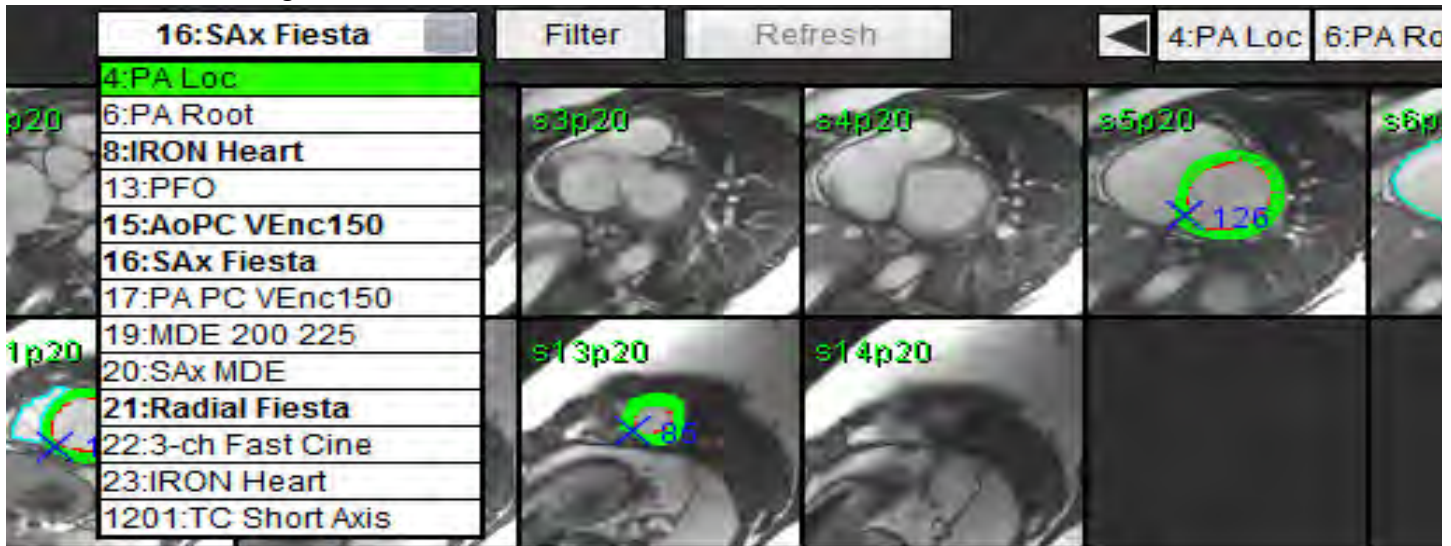 16:SAx Fiesta
Filter
Refresh
4:PA Loc
4:PA Loc
6:PA Root
8:IRON Heart
13:PFO
15:AoPC VEnc150
16:SAx Fiesta
17:PA PC VEnc150
19:MDE 200 225
20:SAx MDE
21:Radial Fiesta
22:3-ch Fast Cine
23:IRON Heart
1201:TC Short Axis
s3p20
s4p20
s5p20
126
s13p20
85
s14p20